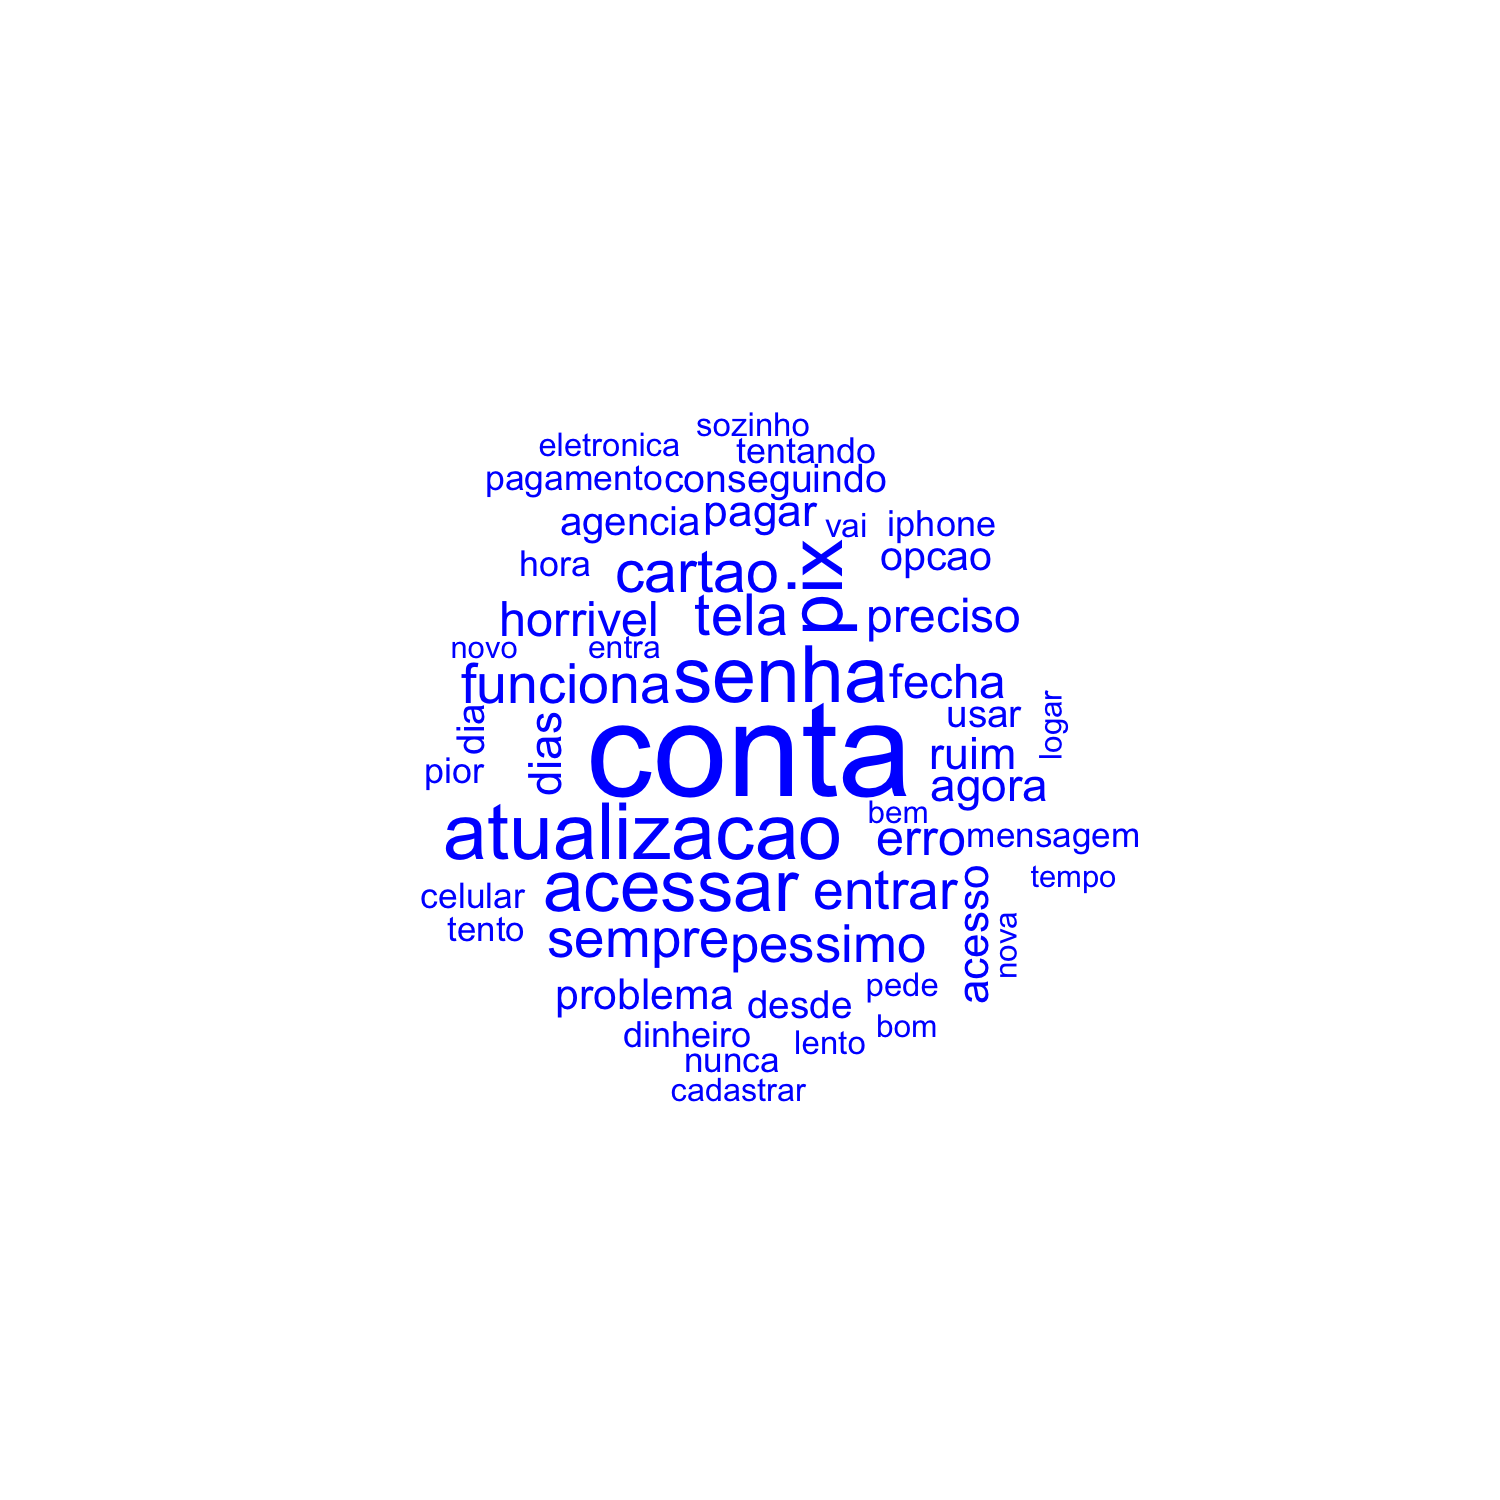 sozinho
eletronica tentando
pagamento conseguindo
agencia pagar vai iphone
hora cartao pix opcao
horrivel tela preciso
novo entra
funciona senha fecha
dia dias conta usar logar
pior ruim
agora
atualizacao bem
erro mensagem
celular acessar entrar acesso tempo
tento sempre pessimo nova
problema desde pede
dinheiro lento bom
nunca
cadastrar